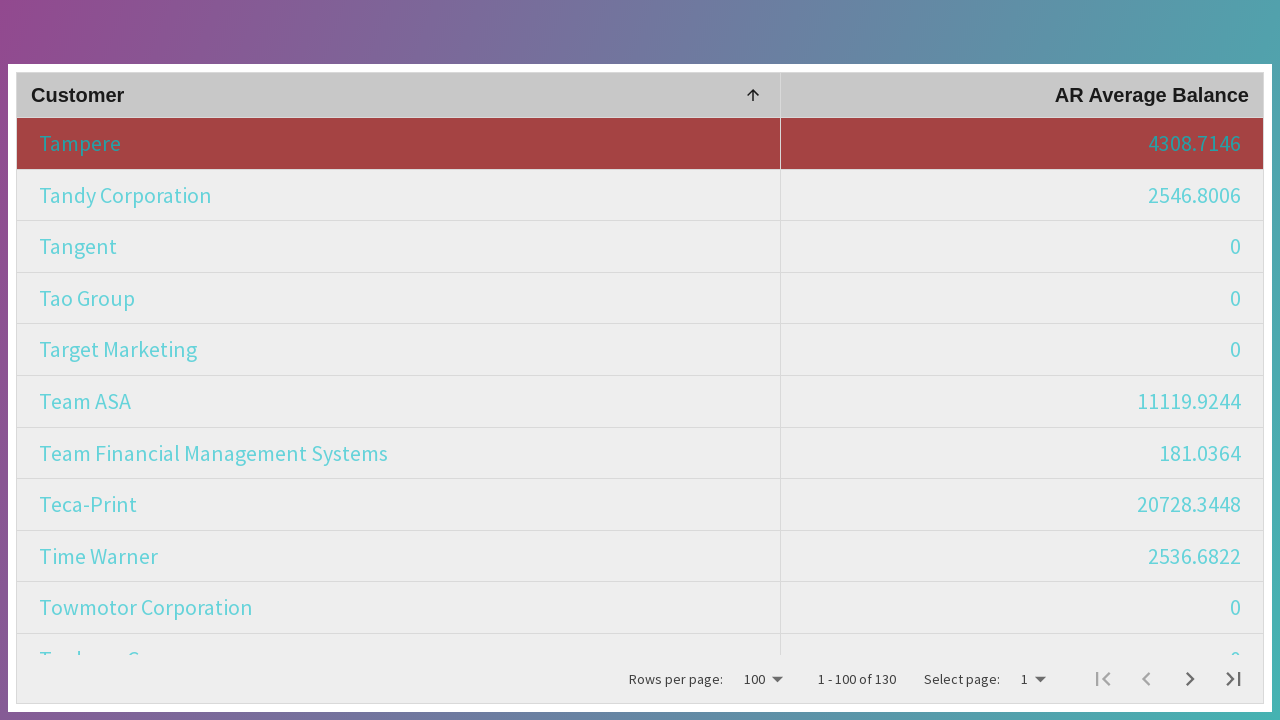 Customer AR Average Balance
Tampere 4308.7146
Tandy Corporation 2546.8006
Tangent 0
Tao Group 0
Target Marketing 0
Team ASA 11119.9244
Team Financial Management Systems 181.0364
Teca-Print 20728.3448
Time Warner 2536.6822
Towmotor Corporation 0
Rows per page: 100 1 - 100 of 130 Select page: 1